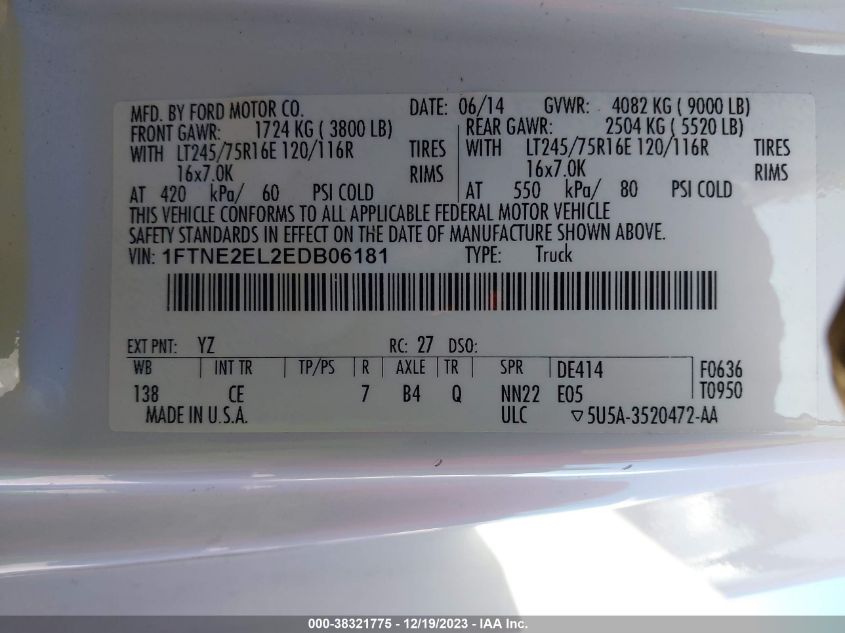 MFD. BY FORD MOTOR CO. DATE: 06/14 GVWR: 4082 KG ( 9000 LB)
FRONT GAWR: 1724 KG ( 3800 LB) REAR GAWR: 2504 KG ( 5520 LB)
WITH LT245/75R16E 120/116R TIRES WITH LT245/75R16E 120/116R TIRES
16x7.0K RIMS 16x7.0K RIMS
AT 420 kPa/ 60 PSI COLD AT 550 kPa/ 80 PSI COLD
THIS VEHICLE CONFORMS TO ALL APPLICABLE FEDERAL MOTOR VEHICLE
SAFETY STANDARDS IN EFFECT ON THE DATE OF MANUFACTURE SHOWN ABOVE.
VIN: 1FTNE2EL2EDB06181 TYPE: Truck
EXT PNT: YZ RC: 27 DSO:
WB INT TR TP/PS R AXLE TR SPR DE414 F0636
138 CE 7 B4 Q NN22 E05 T0950
MADE IN U.S.A. ULC ▽5U5A-3520472-AA
000-38321775 - 12/19/2023 - IAA Inc.